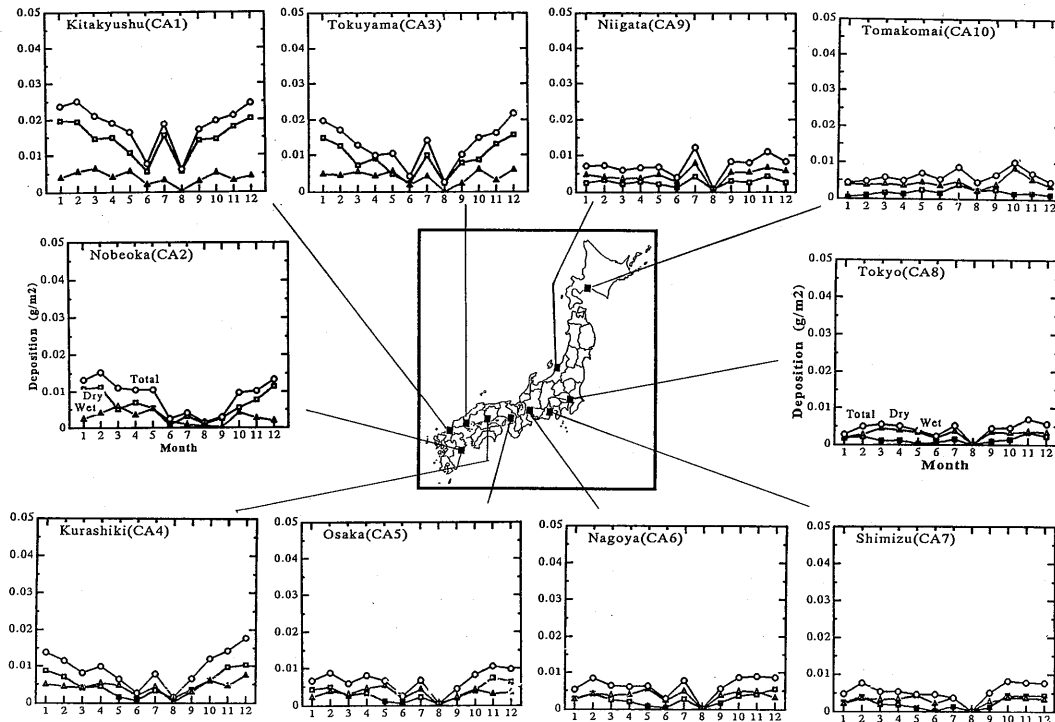 Kitakyushu(CA1)
0.05
0.04
0.03
0.02
0.01
0
1 2 3 4 5 6 7 8 9 10 11 12
Tokuyama(CA3)
0.05
0.04
0.03
0.02
0.01
0
1 2 3 4 5 6 7 8 9 10 11 12
Niigata(CA9)
0.05
0.04
0.03
0.02
0.01
0
1 2 3 4 5 6 7 8 9 10 11 12
Tomakomai(CA10)
0.05
0.04
0.03
0.02
0.01
0
1 2 3 4 5 6 7 8 9 10 11 12
Nobeoka(CA2)
Deposition (g/m2)
0.05
0.04
0.03
0.02
0.01
0
Total
Dry
Wet
1 2 3 4 5 6 7 8 9 10 11 12
Month
Tokyo(CA8)
Deposition (g/m2)
0.05
0.04
0.03
0.02
0.01
0
Total Dry
Wet
1 2 3 4 5 6 7 8 9 10 11 12
Month
Kurashiki(CA4)
0.05
0.04
0.03
0.02
0.01
0
1 2 3 4 5 6 7 8 9 10 11 12
Osaka(CA5)
0.05
0.04
0.03
0.02
0.01
0
1 2 3 4 5 6 7 8 9 10 11 12
Nagoya(CA6)
0.05
0.04
0.03
0.02
0.01
0
1 2 3 4 5 6 7 8 9 10 11 12
Shimizu(CA7)
0.05
0.04
0.03
0.02
0.01
0
1 2 3 4 5 6 7 8 9 10 11 12